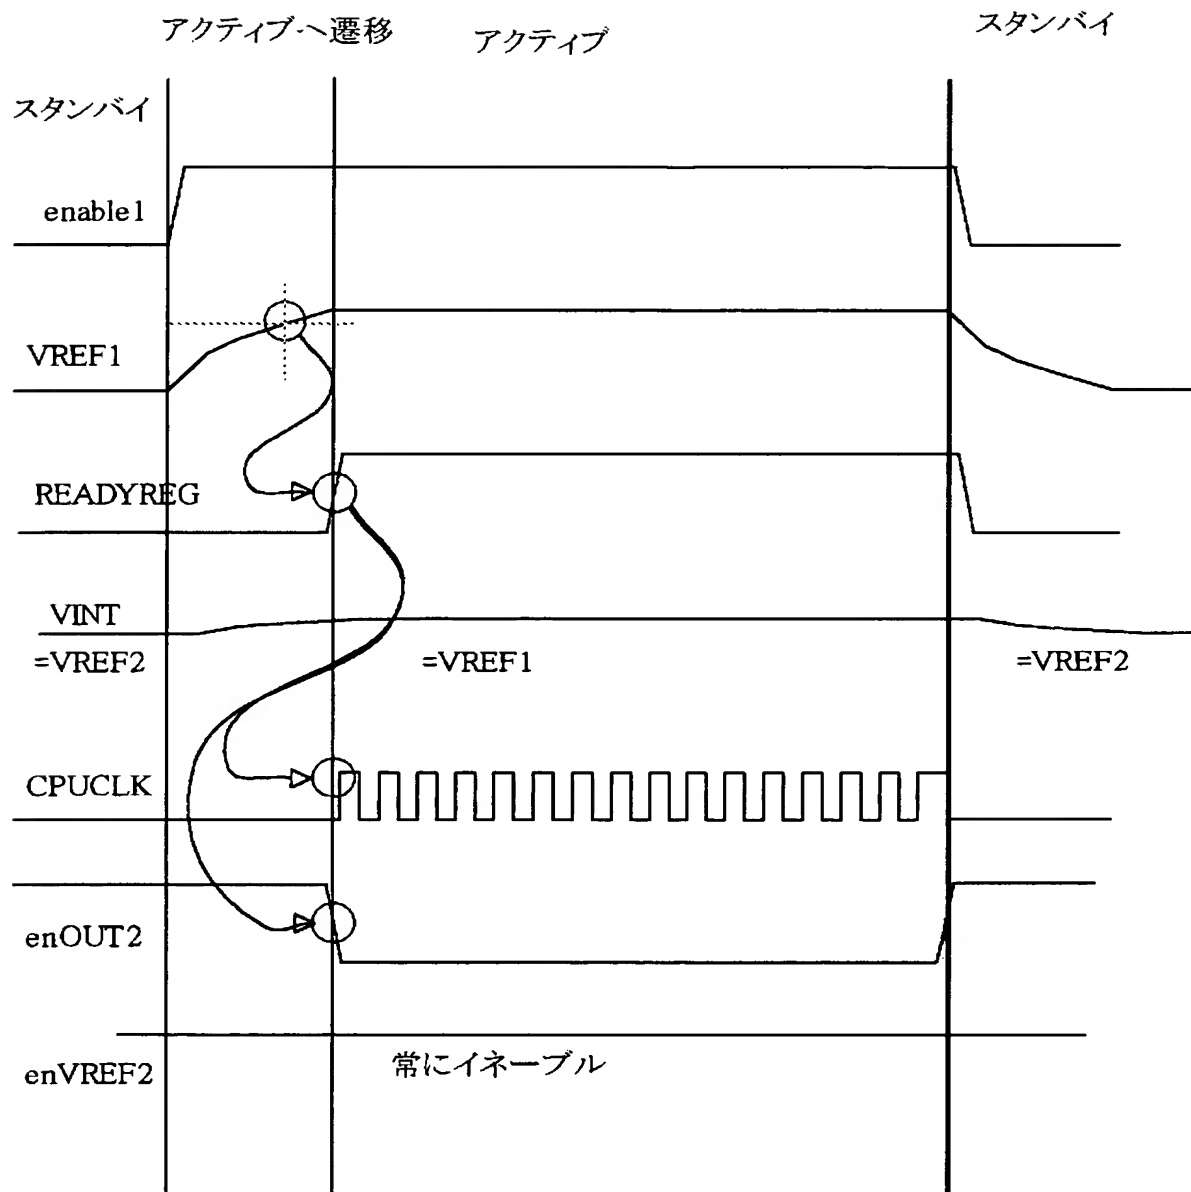 アクティブへ遷移
アクティブ
スタンバイ
スタンバイ
enable1
VREF1
READYREG
VINT
=VREF2
=VREF1
=VREF2
CPUCLK
enOUT2
常にイネーブル
enVREF2